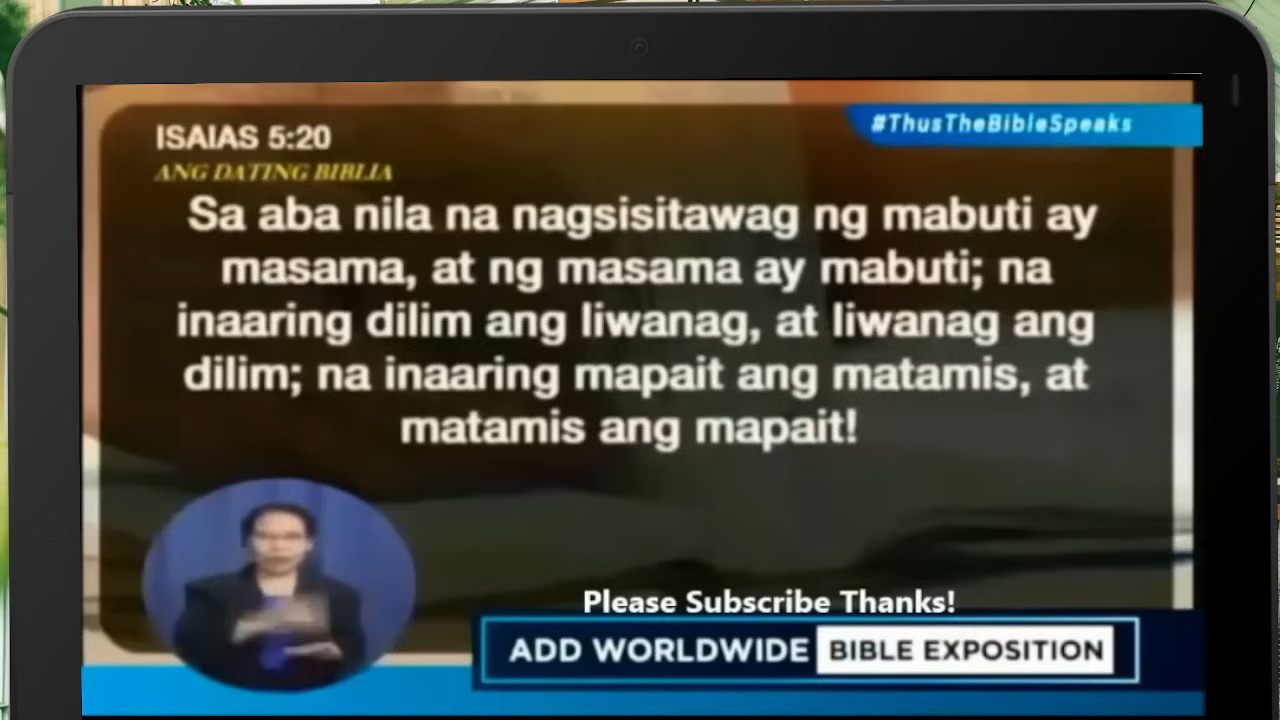 ISAIAS 5:20
#ThusTheBibleSpeaks
ANG DATING BIBLIA
Sa aba nila na nagsisitawag ng mabuti ay
masama, at ng masama ay mabuti; na
inaaring dilim ang liwanag, at liwanag ang
dilim; na inaaring mapait ang matamis, at
matamis ang mapait!
Please Subscribe Thanks!
ADD WORLDWIDE BIBLE EXPOSITION